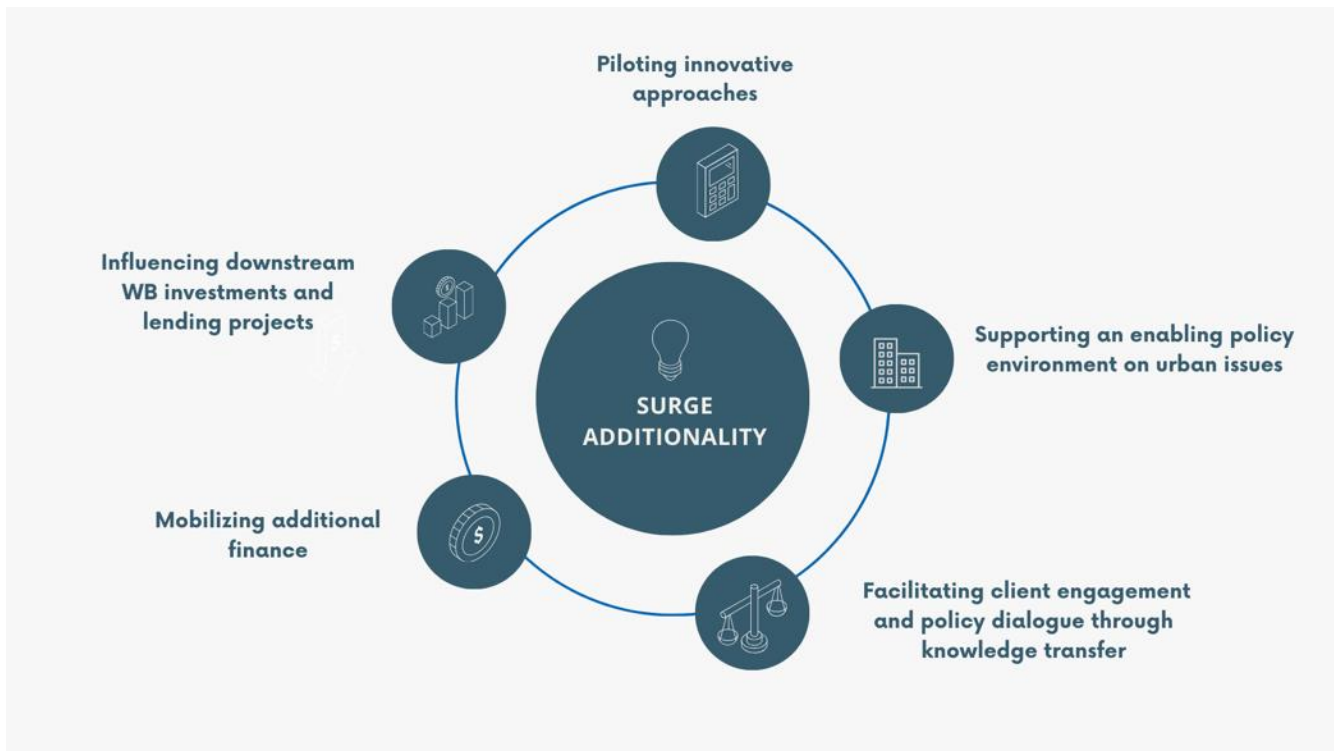 Piloting innovative
approaches
Supporting an enabling policy
environment on urban issues
Facilitating client engagement
and policy dialogue through
knowledge transfer
Mobilizing additional
finance
Influencing downstream
WB investments and
lending projects
SURGE
ADDITIONALITY
$
$